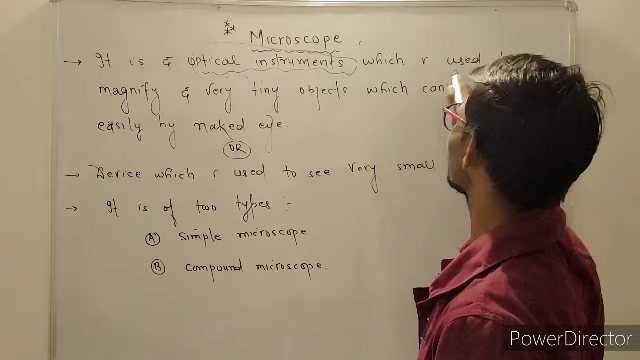 Microscope
→ It is & optical instruments which r used
magnify & very tiny objects which can
easily by naked eye.
OR
→ Device which r used to see very small
→ It is of two types :-
A simple microscope
B compound microscope.
PowerDirector